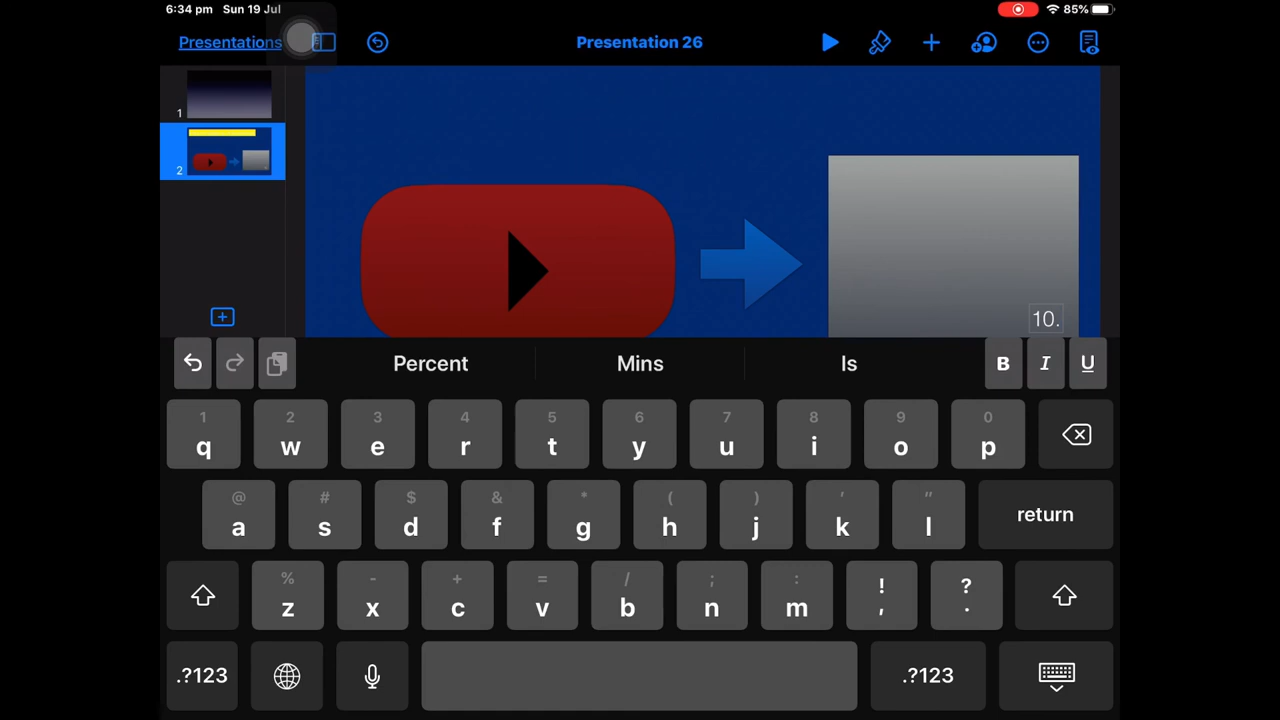 6:34 pm Sun 19 Jul 85%
Presentations Presentation 26
1
2
10.
Percent Mins Is B I U
1 2 3 4 5 6 7 8 9 0
q w e r t y u i o p
@ # $ & * ( ) ' "
a s d f g h j k l return
% - + = / ; : ! ?
z x c v b n m , .
.?123 .?123